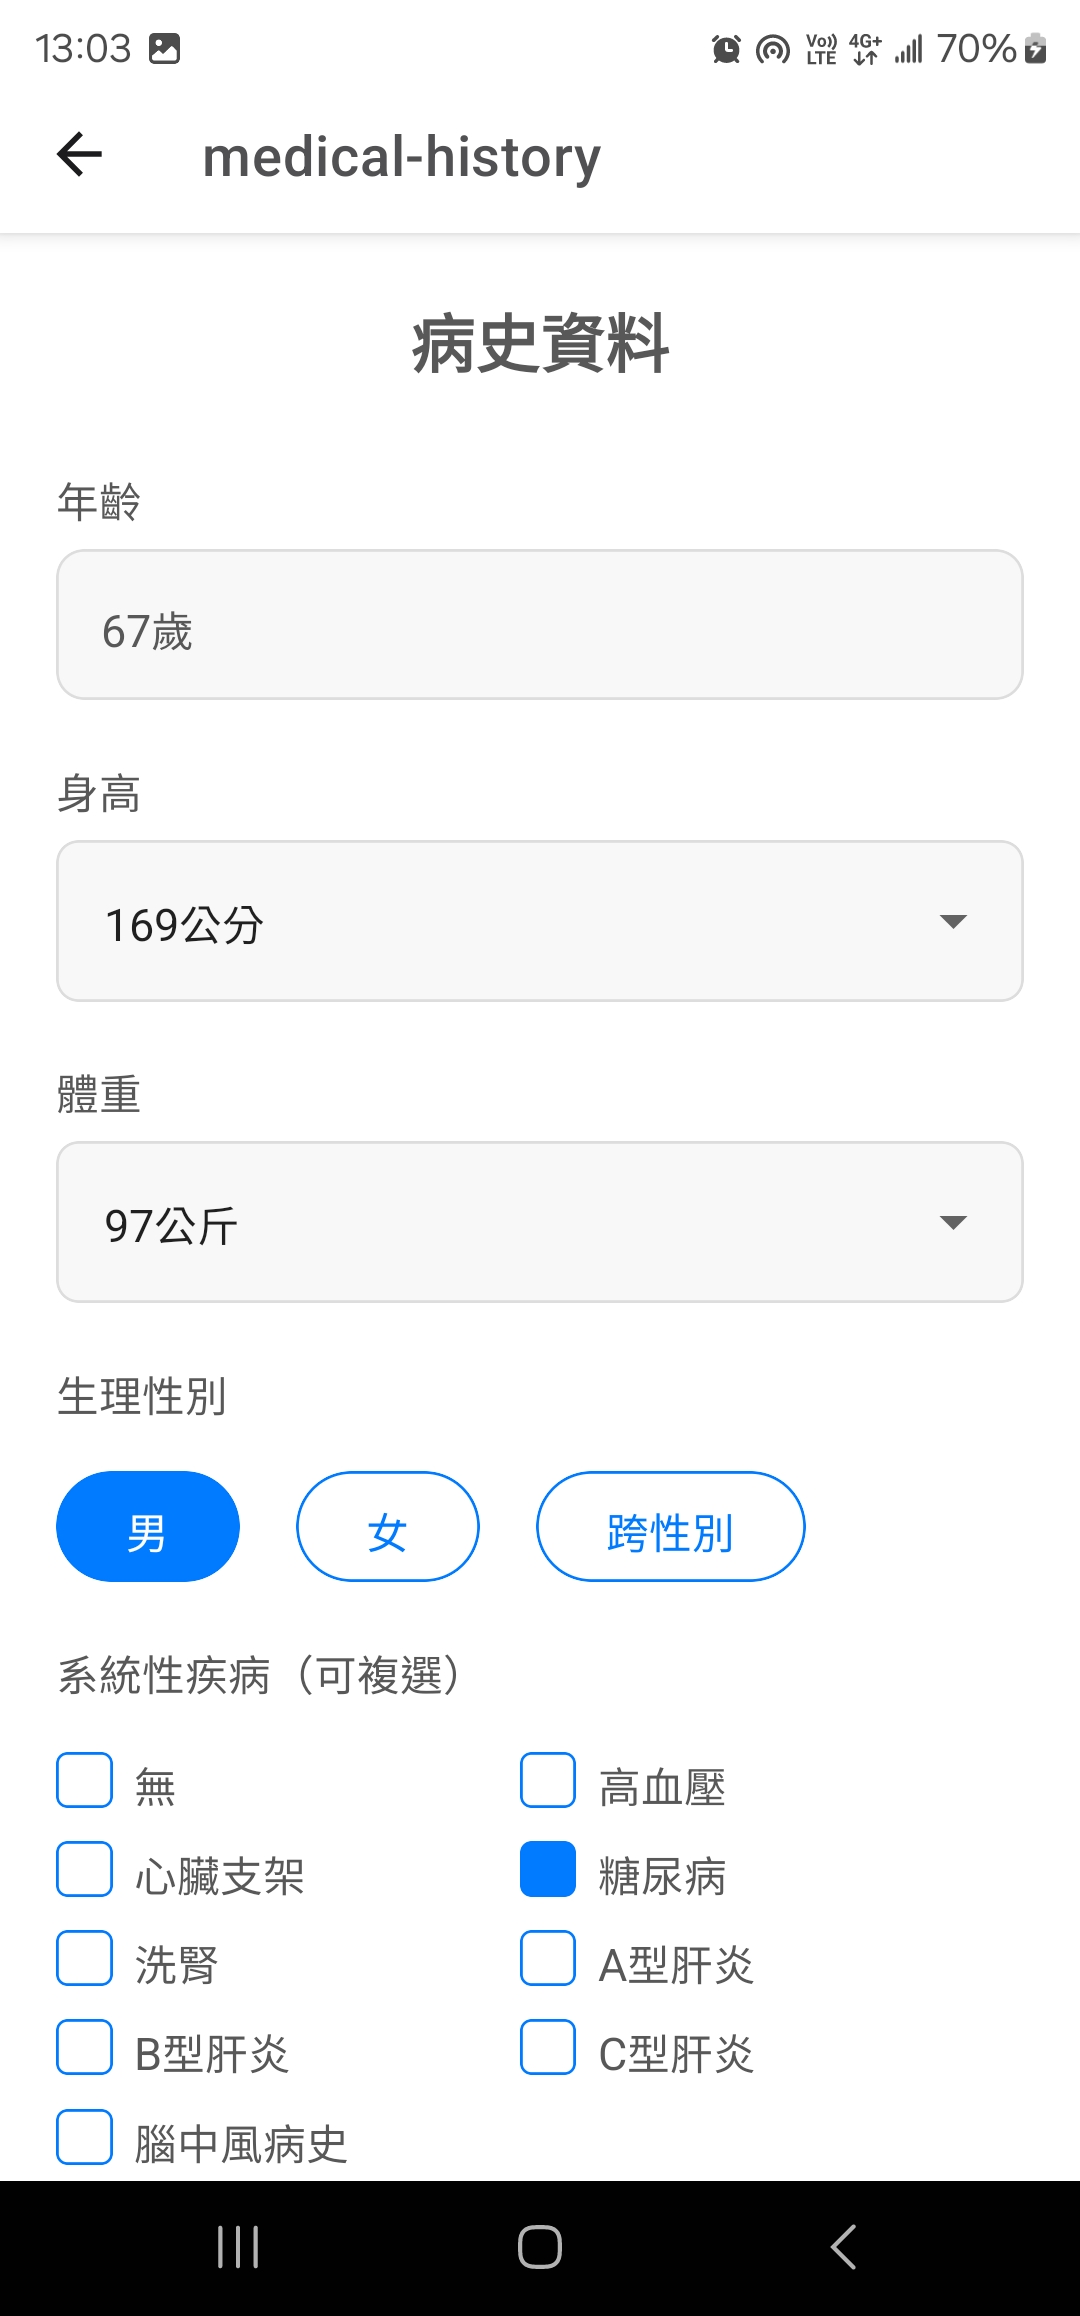 13:03 Vo)) LTE 4G+ 70%
medical-history
病史資料
年齡
67歲
身高
169公分
體重
97公斤
生理性別
男 女 跨性別
系統性疾病（可複選）
無 高血壓
心臟支架 糖尿病
洗腎 A型肝炎
B型肝炎 C型肝炎
腦中風病史